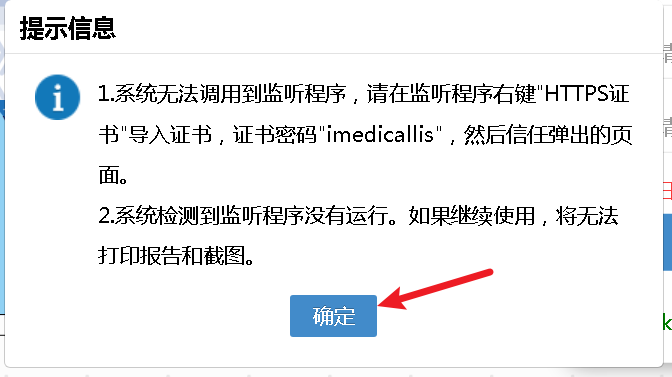 提示信息
1.系统无法调用到监听程序，请在监听程序右键"HTTPS证
书"导入证书，证书密码"imedicallis"，然后信任弹出的页
面。
2.系统检测到监听程序没有运行。如果继续使用，将无法
打印报告和截图。
确定